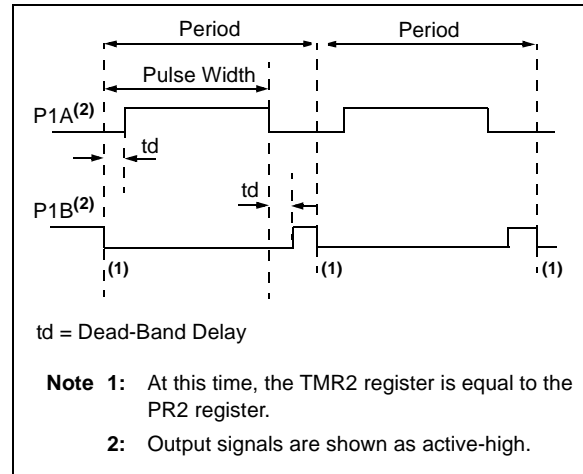 Period
Period
Pulse Width
P1A(2)
td
td
P1B(2)
(1)
(1)
(1)
td = Dead-Band Delay
Note 1: At this time, the TMR2 register is equal to the
PR2 register.
2: Output signals are shown as active-high.